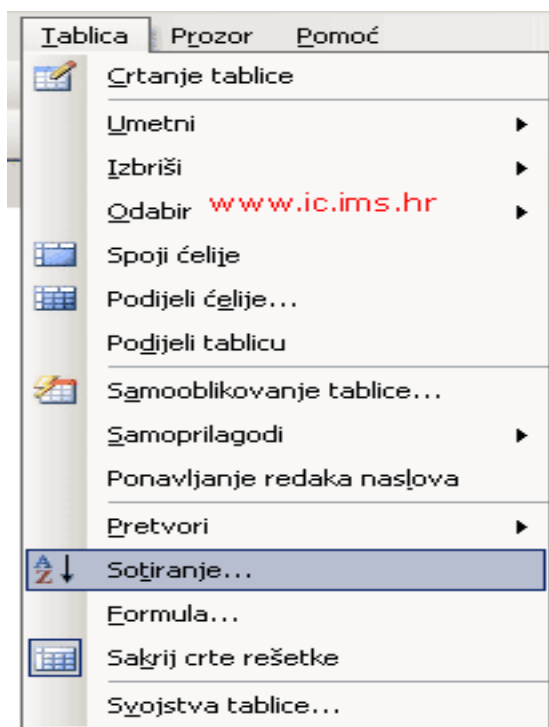 Tablica Prozor Pomoć
Crtanje tablice
Umetni
Izbriši
Odabir www.ic.ims.hr
Spoji ćelije
Podijeli ćelije...
Podijeli tablicu
Samooblikovanje tablice...
Samoprilagodi
Ponavljanje redaka naslova
Pretvori
Sotiranje...
Formula...
Sakrij crte rešetke
Svojstva tablice...